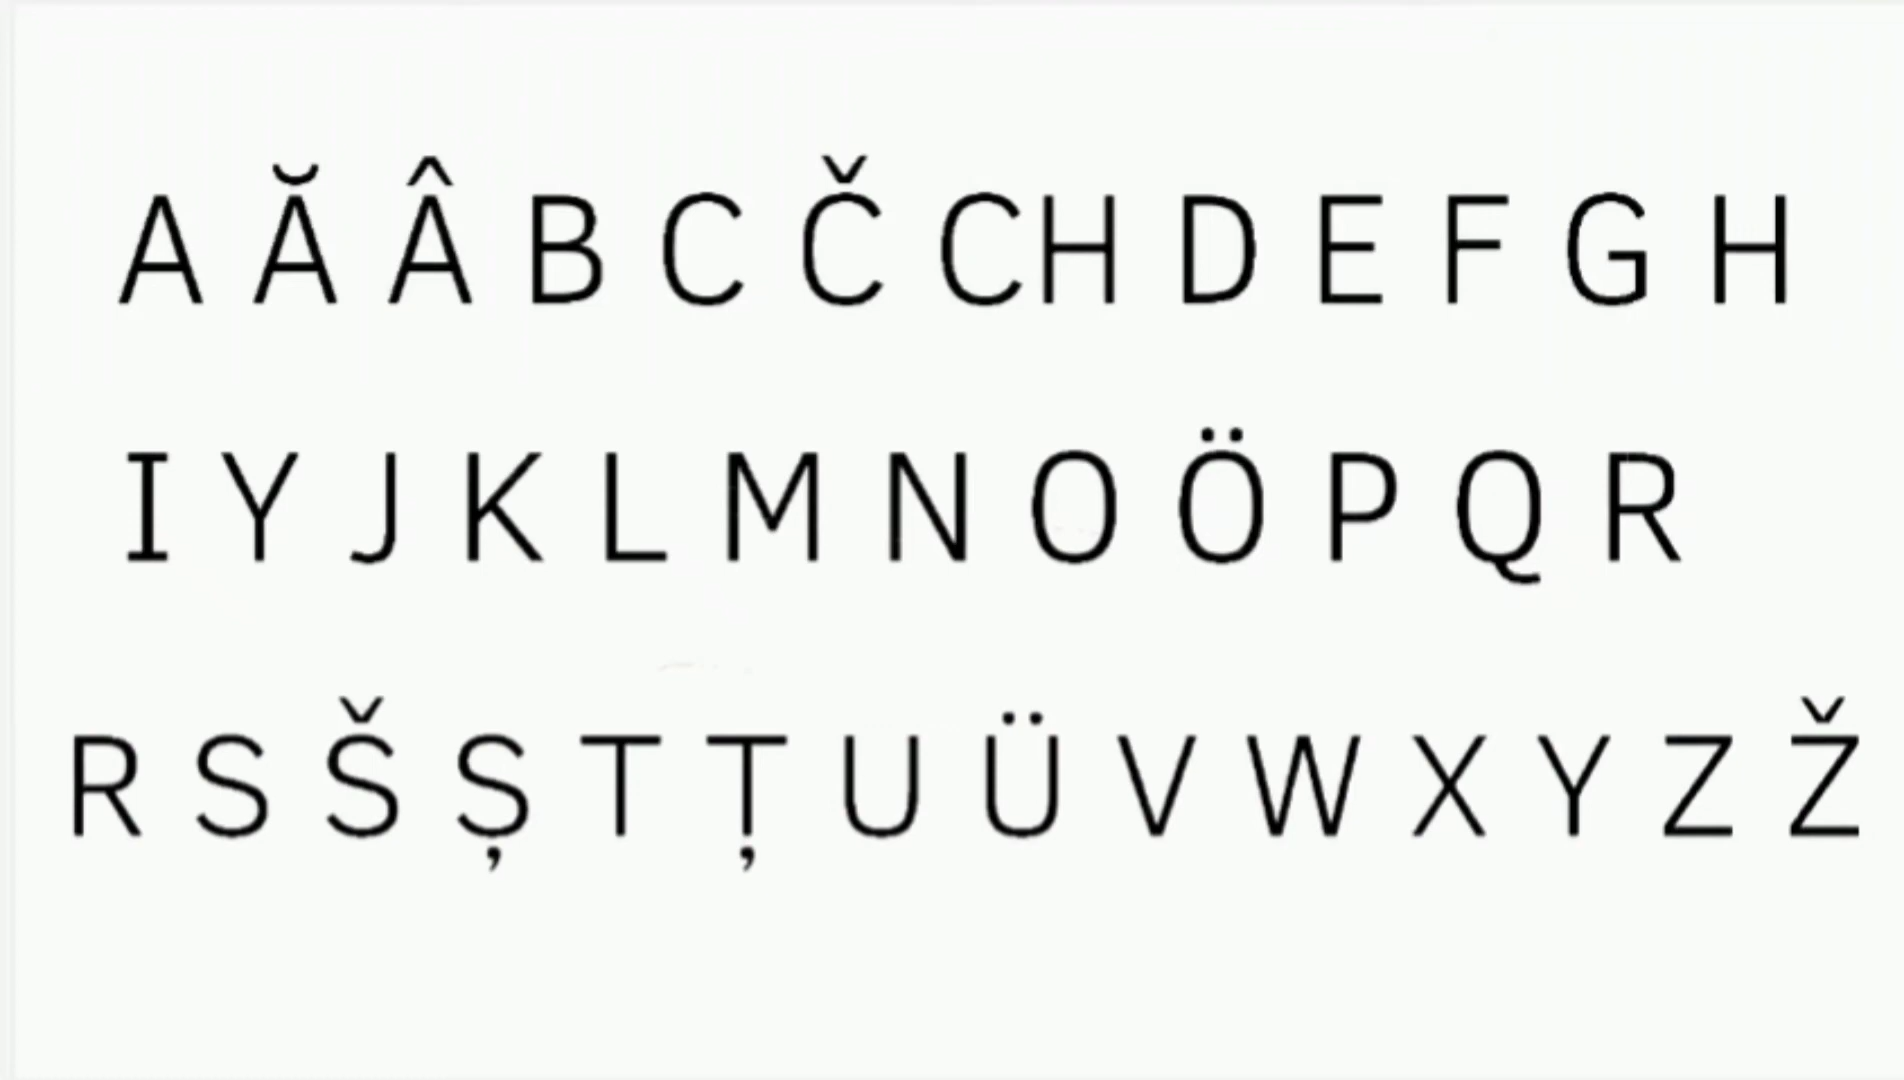 A Ă Â B C Č CH D E F G H
I Y J K L M N O Ö P Q R
R S Š Ș T Ț U Ü V W X Y Z Ž